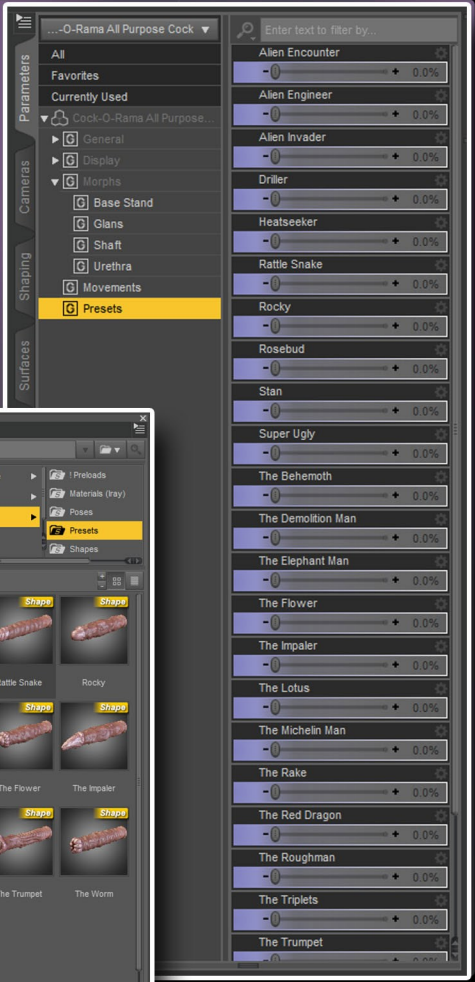 ...-O-Rama All Purpose Cock
Enter text to filter by...
Parameters
Cameras
Shaping
Surfaces
All
Favorites
Currently Used
Cock-O-Rama All Purpose...
G General
G Display
G Morphs
G Base Stand
G Glans
G Shaft
G Urethra
G Movements
G Presets
Alien Encounter
- + 0.0%
Alien Engineer
- + 0.0%
Alien Invader
- + 0.0%
Driller
- + 0.0%
Heatseeker
- + 0.0%
Rattle Snake
- + 0.0%
Rocky
- + 0.0%
Rosebud
- + 0.0%
Stan
- + 0.0%
Super Ugly
- + 0.0%
The Behemoth
- + 0.0%
The Demolition Man
- + 0.0%
The Elephant Man
- + 0.0%
The Flower
- + 0.0%
The Impaler
- + 0.0%
The Lotus
- + 0.0%
The Michelin Man
- + 0.0%
The Rake
- + 0.0%
The Red Dragon
- + 0.0%
The Roughman
- + 0.0%
The Triplets
- + 0.0%
The Trumpet
- + 0.0%
! Preloads
Materials (Iray)
Poses
Presets
Shapes
Shape Shape
Rattle Snake Rocky
Shape Shape
The Flower The Impaler
Shape Shape
The Trumpet The Worm